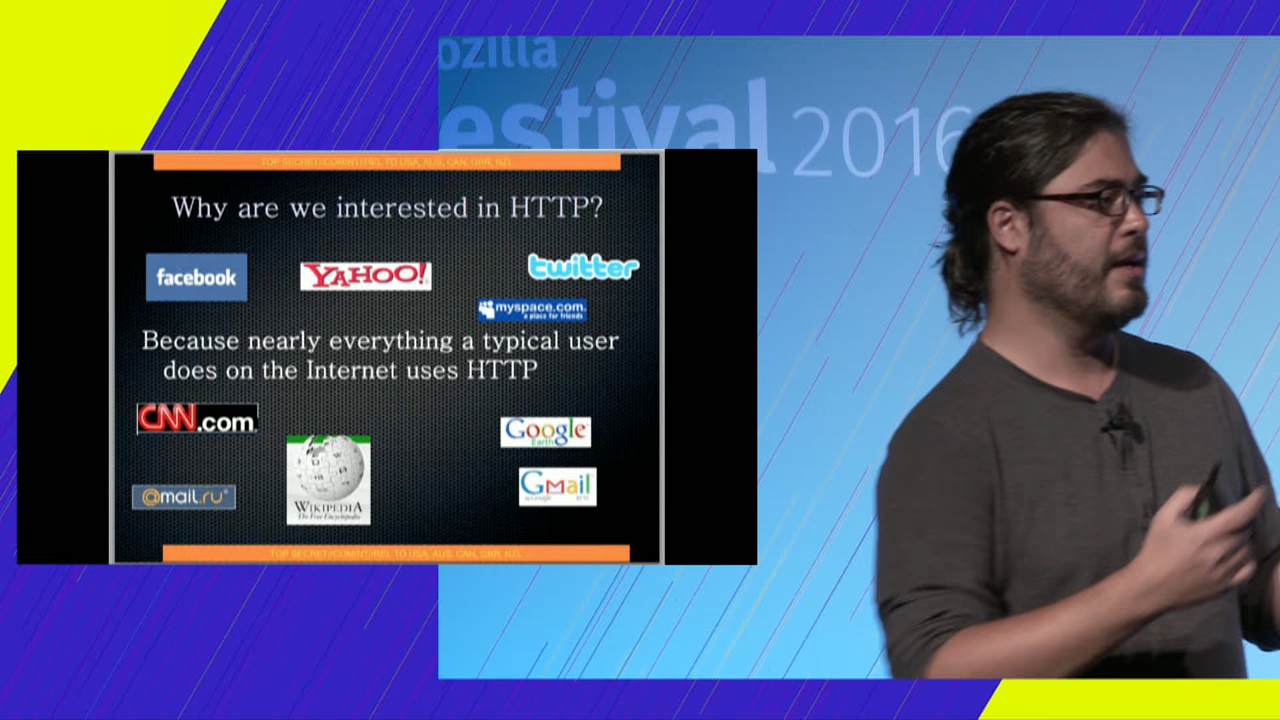 ozilla
estival 2016
TOP SECRET//COMINT//REL TO USA, AUS, CAN, GBR, NZL
Why are we interested in HTTP?
facebook
YAHOO!
twitter
myspace.com.
a place for friends
Because nearly everything a typical user
does on the Internet uses HTTP
CNN.com
Google
Earth
@mail.ru
WIKIPEDIA
The Free Encyclopedia
Gmail
TOP SECRET//COMINT//REL TO USA, AUS, CAN, GBR, NZL